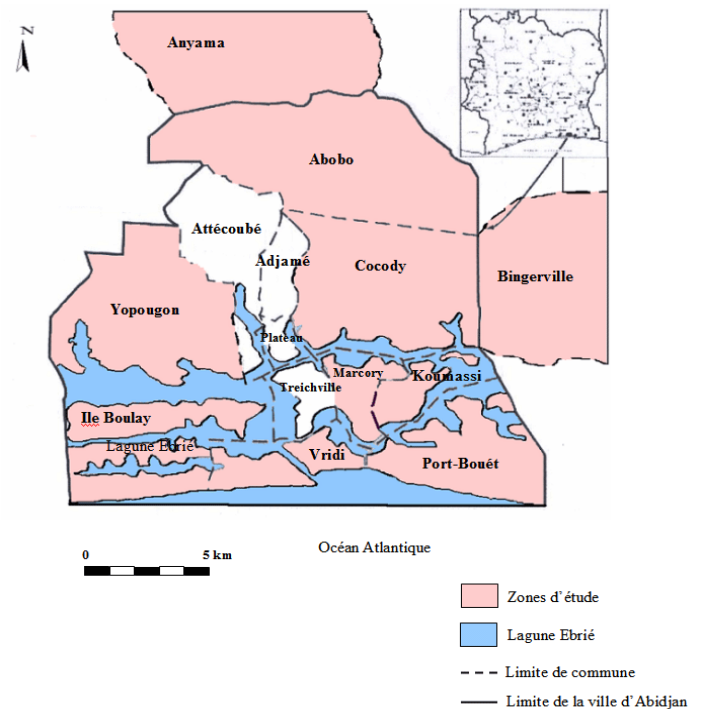 N
Anyama
Abobo
Attécoubé
Adjamé
Cocody
Bingerville
Yopougon
Plateau
Marcory
Koumassi
Treichville
Ile Boulay
Lagune Ebrié
Vridi
Port-Bouét
0 5 km
Océan Atlantique
Zones d'étude
Lagune Ebrié
Limite de commune
Limite de la ville d'Abidjan